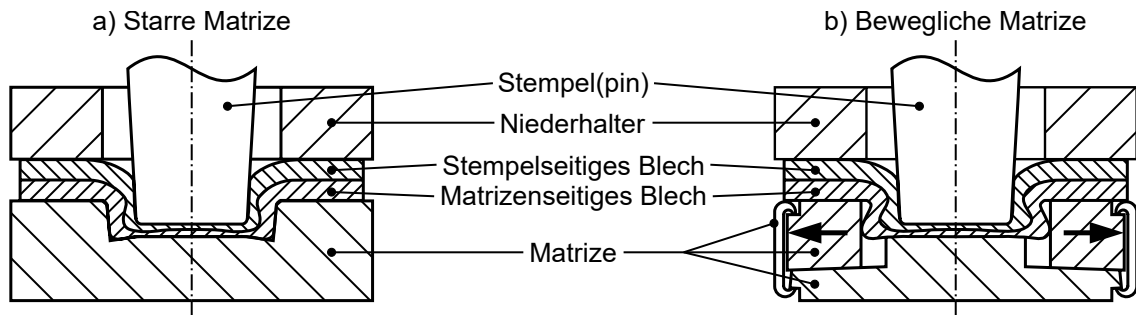 a) Starre Matrize
b) Bewegliche Matrize
Stempel(pin)
Niederhalter
Stempelseitiges Blech
Matrizenseitiges Blech
Matrize